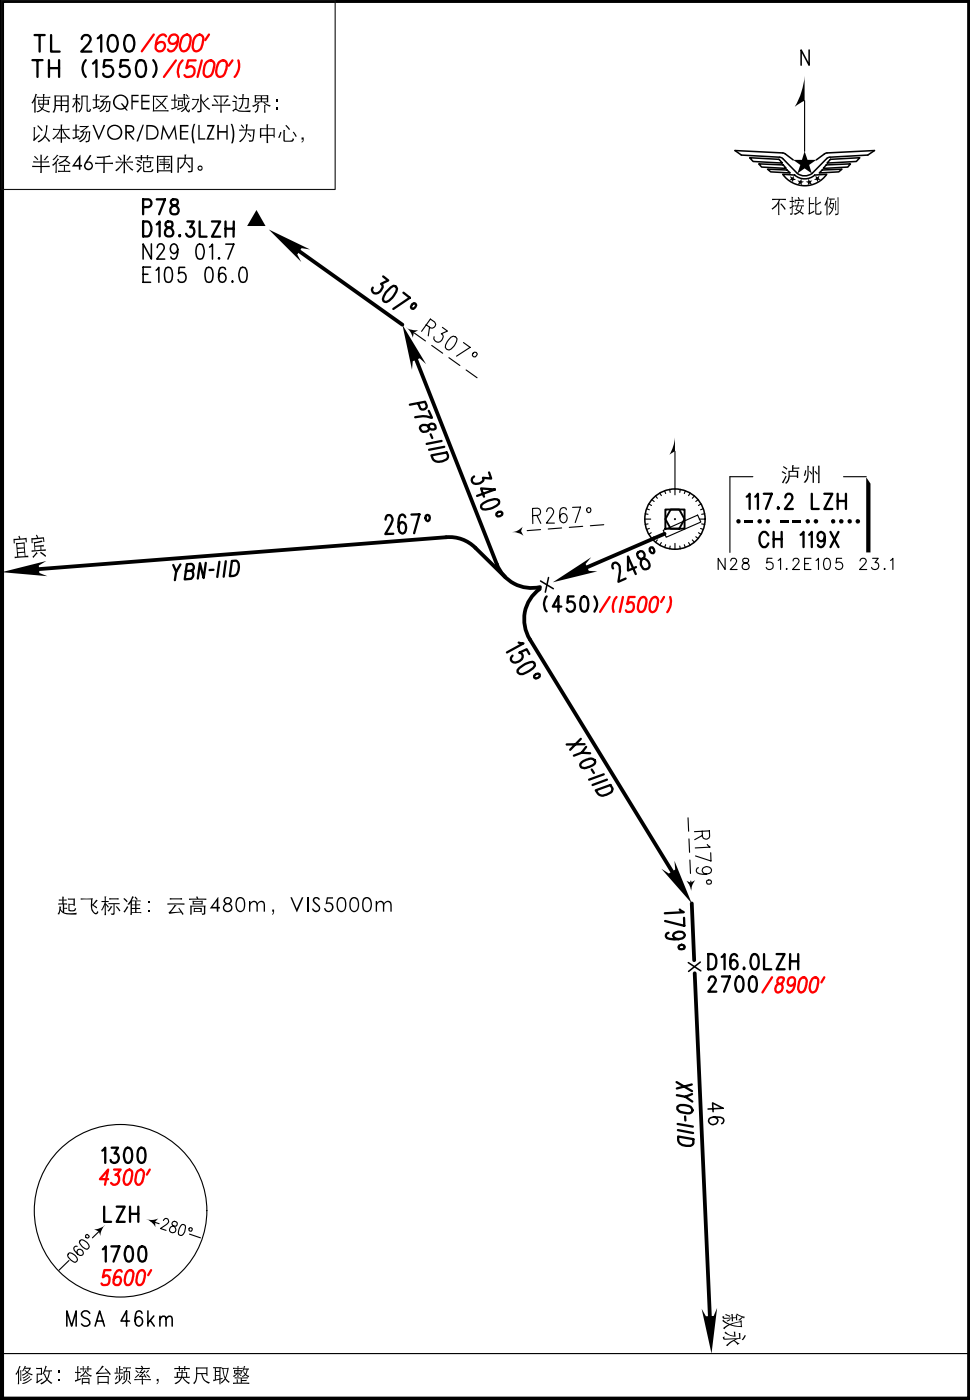 TL 2100/6900′
TH (1550)/(5100′)
使用机场QFE区域水平边界:
以本场VOR/DME(LZH)为中心,
半径46千米范围内。
N
不按比例
P78
D18.3LZH
N29 01.7
E105 06.0
307°
R307°
P78-11D
340°
R267°
267°
宜宾
YBN-11D
248°
泸州
117.2 LZH
CH 119X
N28 51.2E105 23.1
(450)/(1500′)
150°
XYO-11D
R179°
179°
D16.0LZH
2700/8900′
起飞标准: 云高480m, VIS5000m
XYO-11D
46
叙永
1300
4300′
LZH
060°
280°
1700
5600′
MSA 46km
修改: 塔台频率, 英尺取整